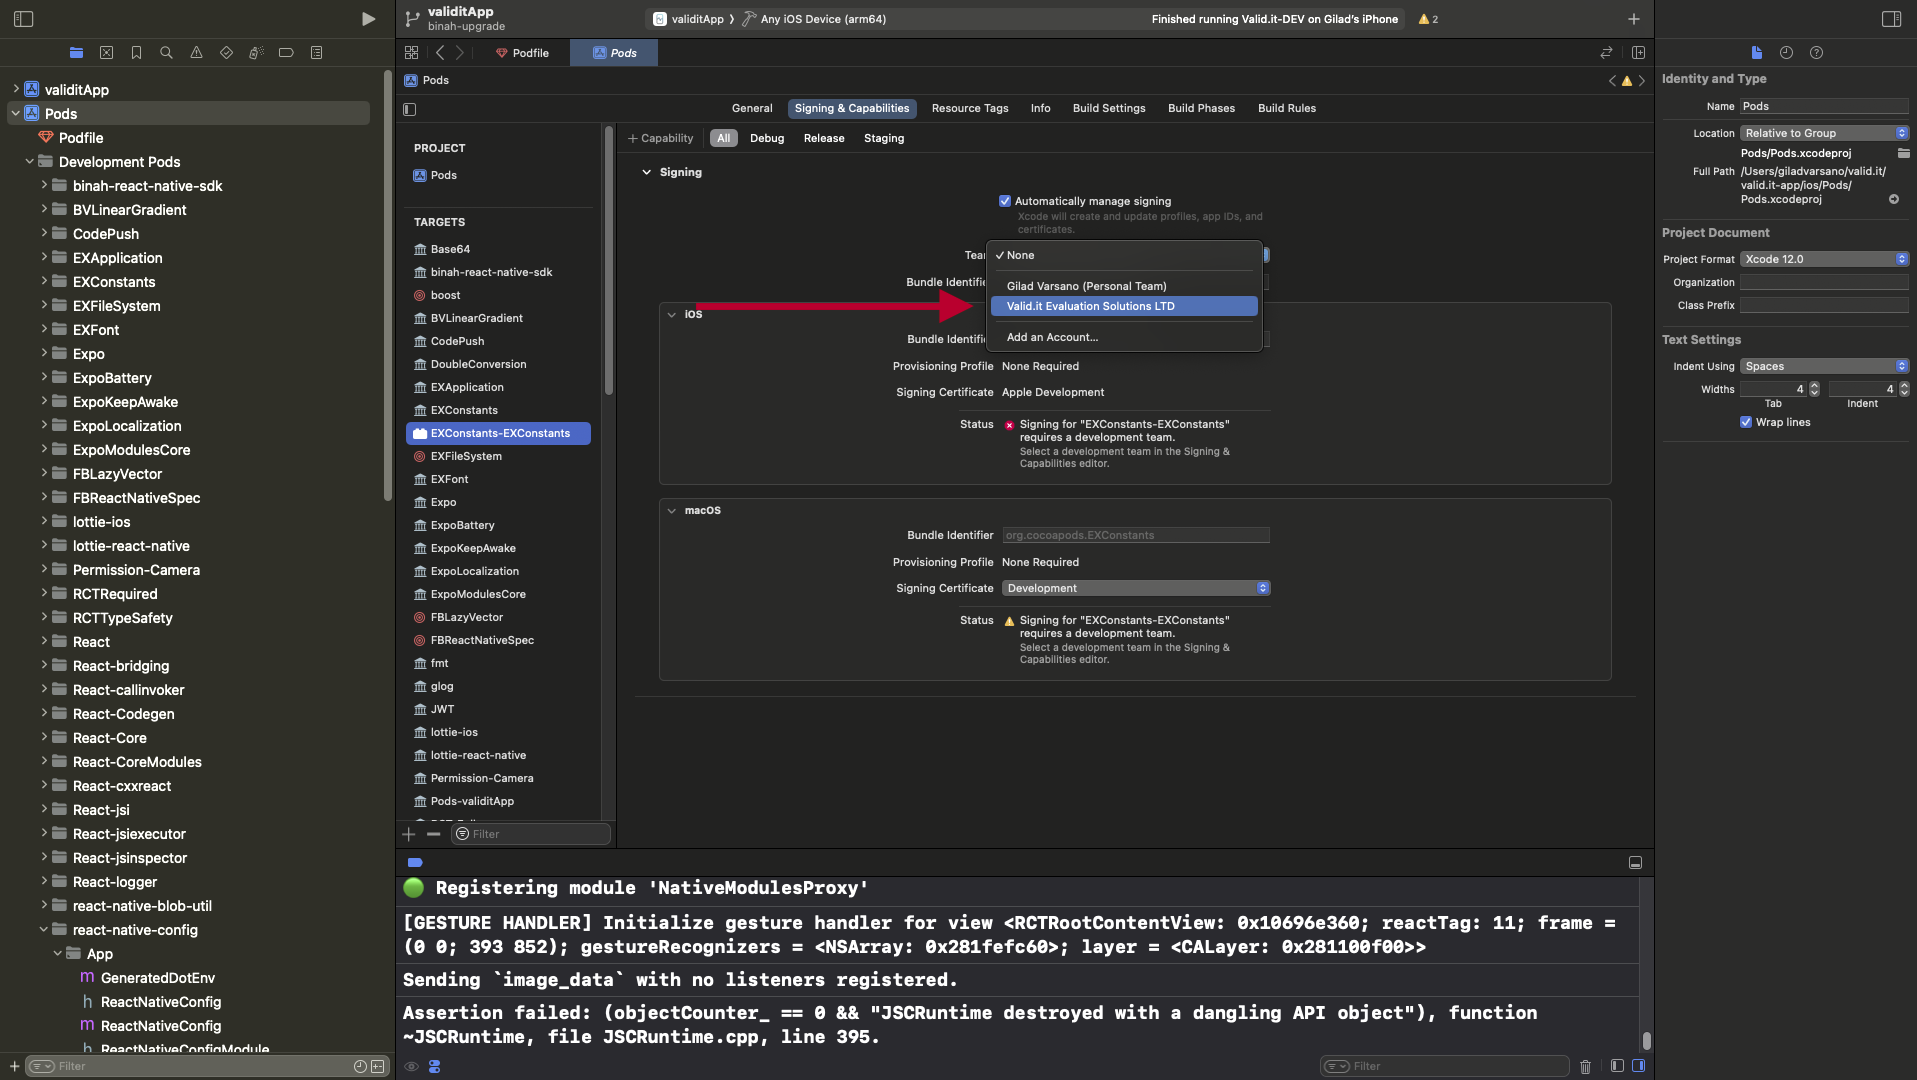 validitApp
binah-upgrade
validitApp
Any iOS Device (arm64)
Finished running Valid.it-DEV on Gilad's iPhone
2
Podfile
Pods
Pods
General
Signing & Capabilities
Resource Tags
Info
Build Settings
Build Phases
Build Rules
validitApp
Pods
Podfile
Development Pods
binah-react-native-sdk
BVLinearGradient
CodePush
EXApplication
EXConstants
EXFileSystem
EXFont
Expo
ExpoBattery
ExpoKeepAwake
ExpoLocalization
ExpoModulesCore
FBLazyVector
FBReactNativeSpec
lottie-ios
lottie-react-native
Permission-Camera
RCTRequired
RCTTypeSafety
React
React-bridging
React-callinvoker
React-Codegen
React-Core
React-CoreModules
React-cxxreact
React-jsi
React-jsiexecutor
React-jsinspector
React-logger
react-native-blob-util
react-native-config
App
GeneratedDotEnv
ReactNativeConfig
ReactNativeConfig
ReactNativeConfigModule
Filter
PROJECT
Pods
TARGETS
Base64
binah-react-native-sdk
boost
BVLinearGradient
CodePush
DoubleConversion
EXApplication
EXConstants
EXConstants-EXConstants
EXFileSystem
EXFont
Expo
ExpoBattery
ExpoKeepAwake
ExpoLocalization
ExpoModulesCore
FBLazyVector
FBReactNativeSpec
fmt
glog
JWT
lottie-ios
lottie-react-native
Permission-Camera
Pods-validitApp
Filter
Capability
All
Debug
Release
Staging
Signing
Automatically manage signing
Xcode will create and update profiles, app IDs, and
certificates.
Tea
None
Gilad Varsano (Personal Team)
Valid.it Evaluation Solutions LTD
Add an Account...
Bundle Identifi
iOS
Bundle Identifi
Provisioning Profile None Required
Signing Certificate Apple Development
Status Signing for "EXConstants-EXConstants"
requires a development team.
Select a development team in the Signing &
Capabilities editor.
macOS
Bundle Identifier org.cocoapods.EXConstants
Provisioning Profile None Required
Signing Certificate Development
Status Signing for "EXConstants-EXConstants"
requires a development team.
Select a development team in the Signing &
Capabilities editor.
Registering module 'NativeModulesProxy'
[GESTURE HANDLER] Initialize gesture handler for view <RCTRootContentView: 0x10696e360; reactTag: 11; frame =
(0 0; 393 852); gestureRecognizers = <NSArray: 0x281fefc60>; layer = <CALayer: 0x281100f00>>
Sending `image_data` with no listeners registered.
Assertion failed: (objectCounter_ == 0 && "JSCRuntime destroyed with a dangling API object"), function
~JSCRuntime, file JSCRuntime.cpp, line 395.
Filter
Identity and Type
Name Pods
Location Relative to Group
Pods/Pods.xcodeproj
Full Path /Users/giladvarsano/valid.it/
valid.it-app/ios/Pods/
Pods.xcodeproj
Project Document
Project Format Xcode 12.0
Organization
Class Prefix
Text Settings
Indent Using Spaces
Widths 4 4
Tab Indent
Wrap lines